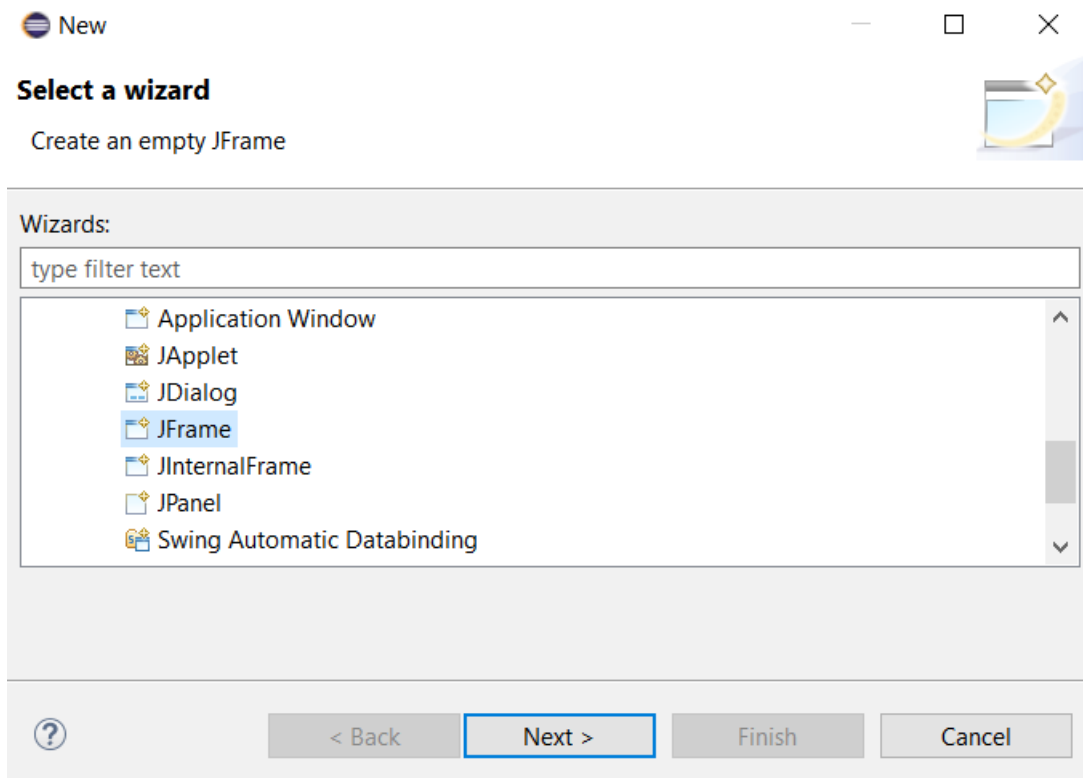 New
Select a wizard
Create an empty JFrame
Wizards:
type filter text
Application Window
JApplet
JDialog
JFrame
JInternalFrame
JPanel
Swing Automatic Databinding
? < Back Next > Finish Cancel